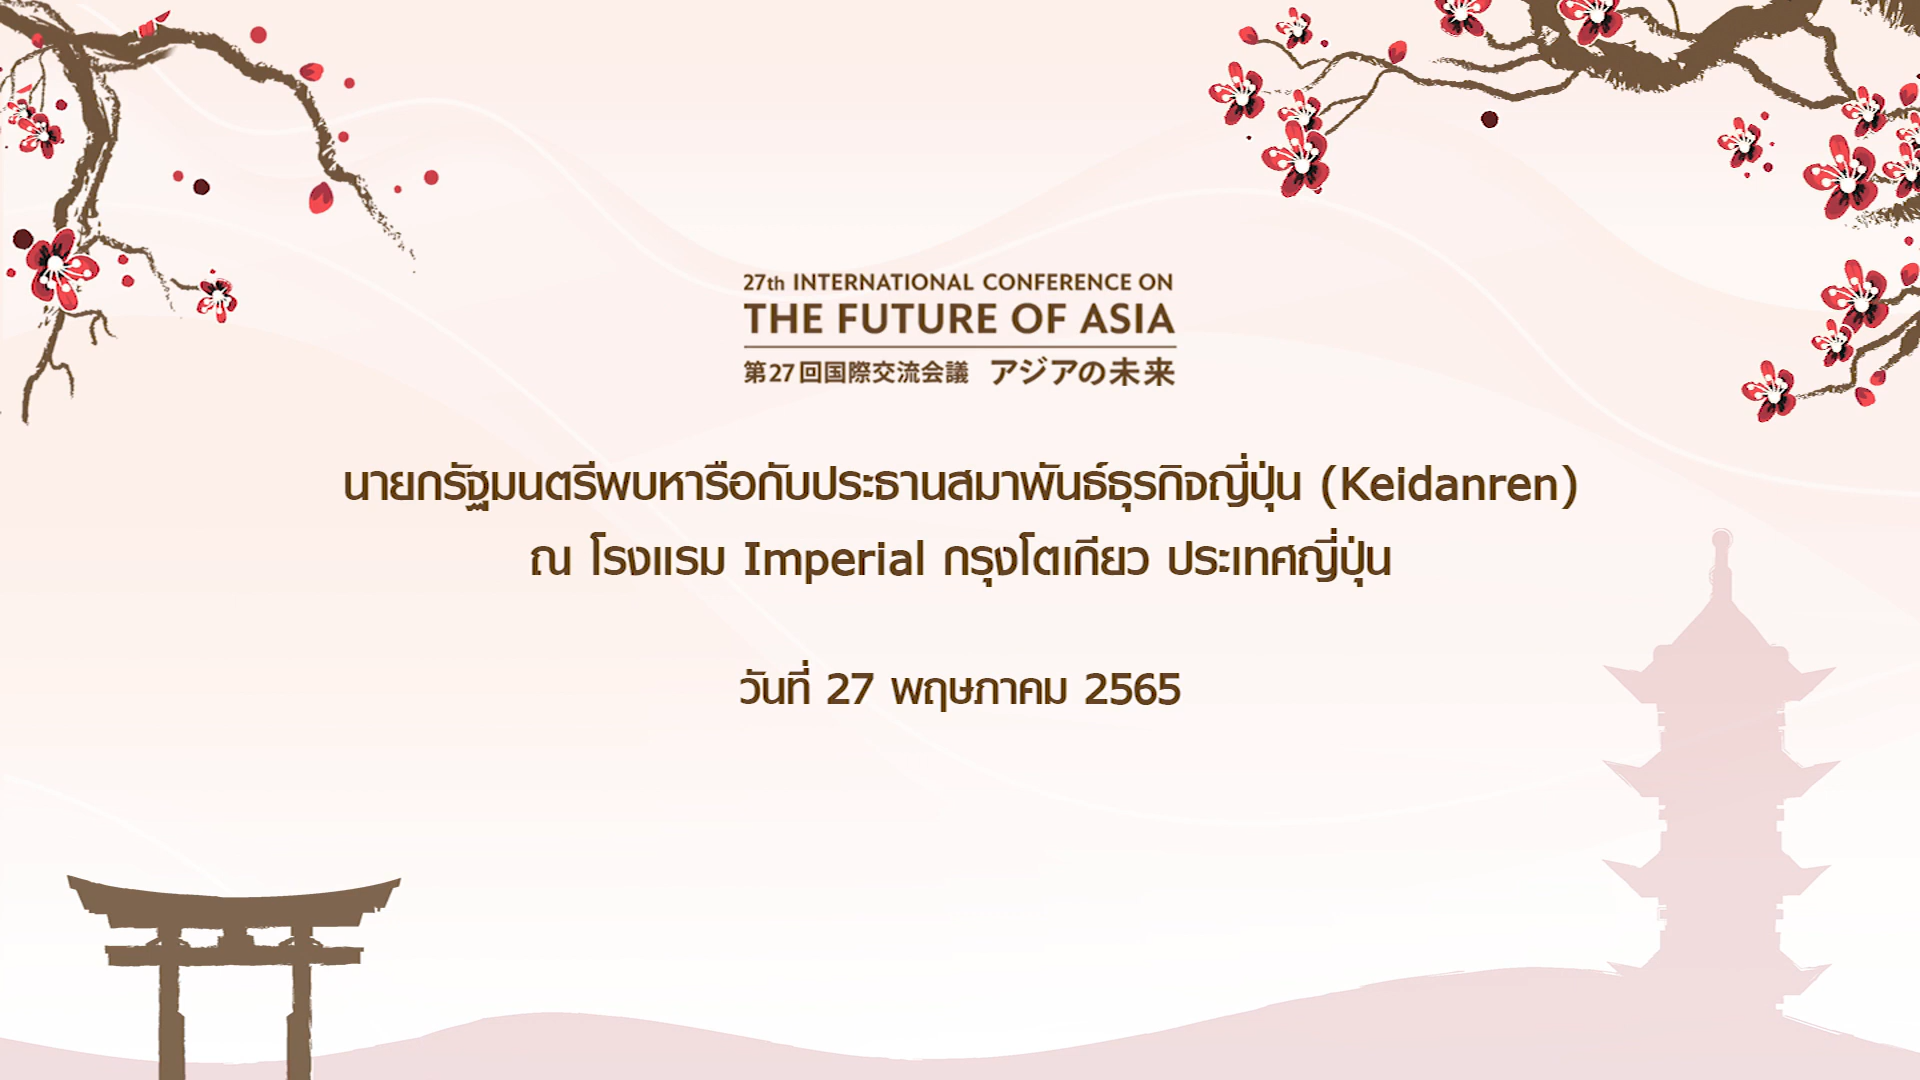 27th INTERNATIONAL CONFERENCE ON
THE FUTURE OF ASIA
第27回国際交流会議 アジアの未来
นายกรัฐมนตรีพบหารือกับประธานสมาพันธ์ธุรกิจญี่ปุ่น (Keidanren)
ณ โรงแรม Imperial กรุงโตเกียว ประเทศญี่ปุ่น
วันที่ 27 พฤษภาคม 2565